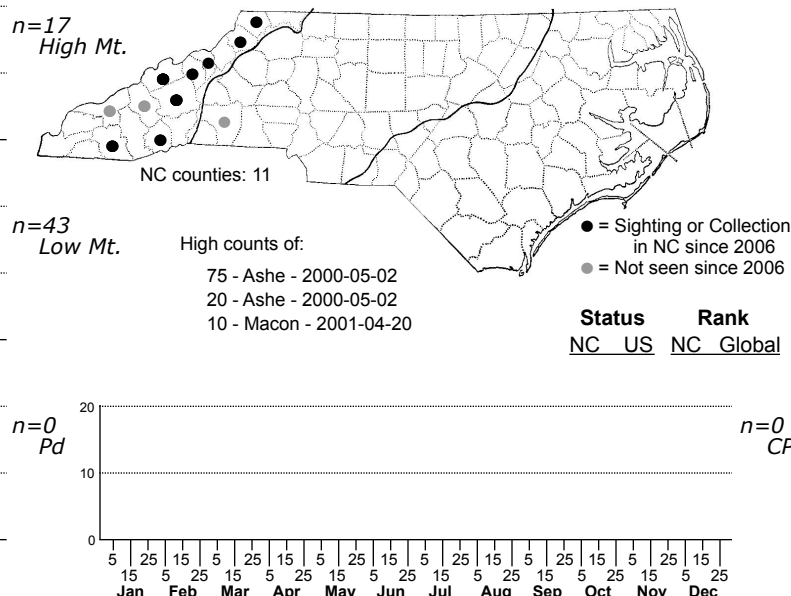 n=17
High Mt.
NC counties: 11
n=43
Low Mt.
High counts of:
75 - Ashe - 2000-05-02
20 - Ashe - 2000-05-02
10 - Macon - 2001-04-20
● = Sighting or Collection
in NC since 2006
● = Not seen since 2006
Status Rank
NC US NC Global
n=0
Pd
n=0
CP
20
10
0
5 25 15 5 25 15 5 25 15 5 25 15 5 25 15 5 25 15
15 5 25 15 5 25 15 5 25 15 5 25 15 5 25 15 5 25
Jan Feb Mar Apr May Jun Jul Aug Sep Oct Nov Dec